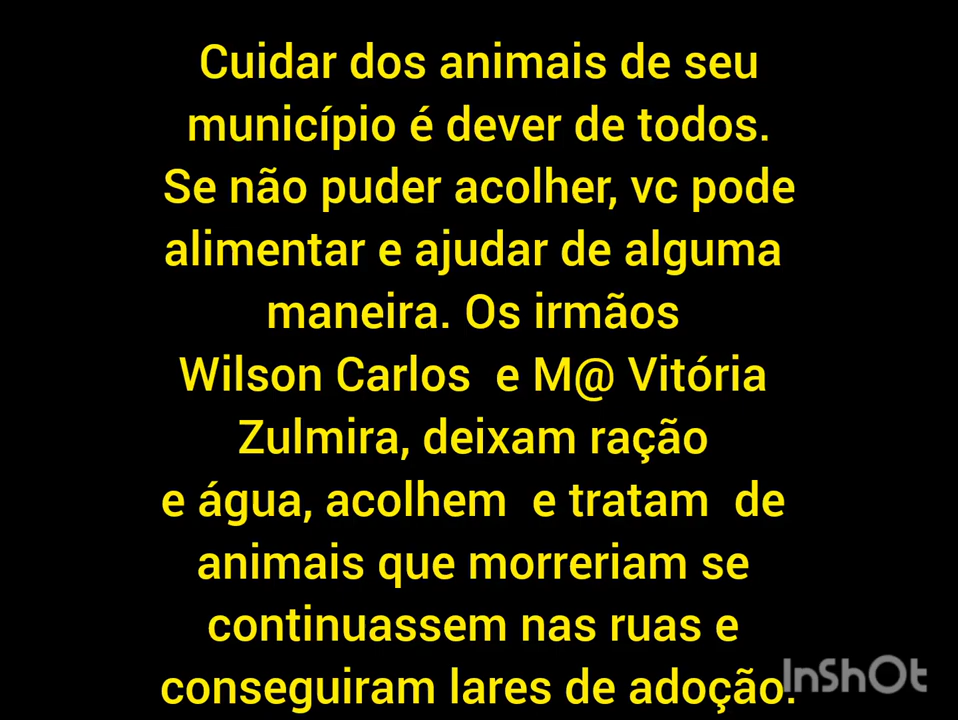 Cuidar dos animais de seu
município é dever de todos.
Se não puder acolher, vc pode
alimentar e ajudar de alguma
maneira. Os irmãos
Wilson Carlos e M@ Vitória
Zulmira, deixam ração
e água, acolhem e tratam de
animais que morreriam se
continuassem nas ruas e
conseguiram lares de adoção.
InShOt